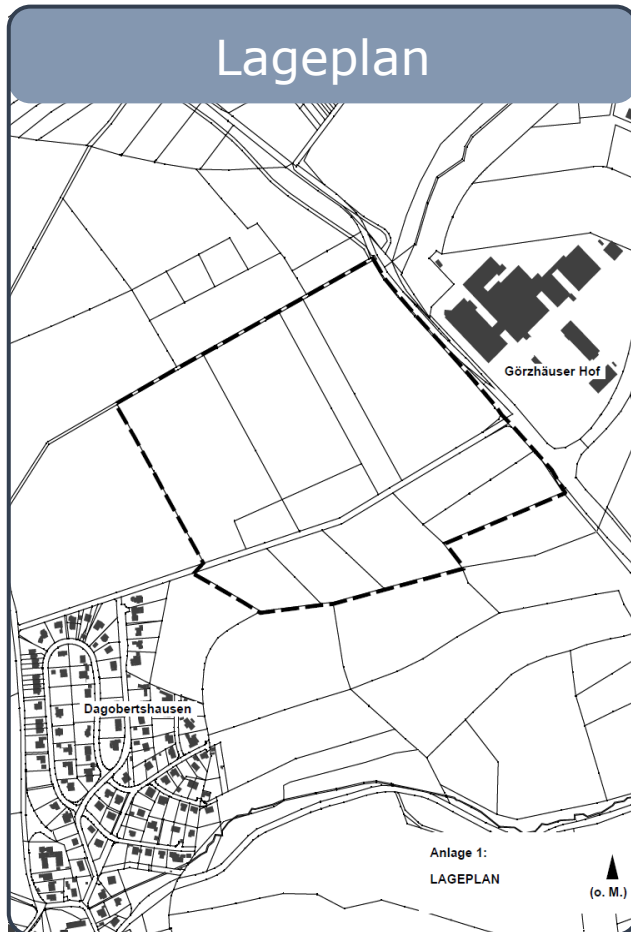 Lageplan
Görzhäuser Hof
Dagobertshausen
Anlage 1:
LAGEPLAN
(o. M.)